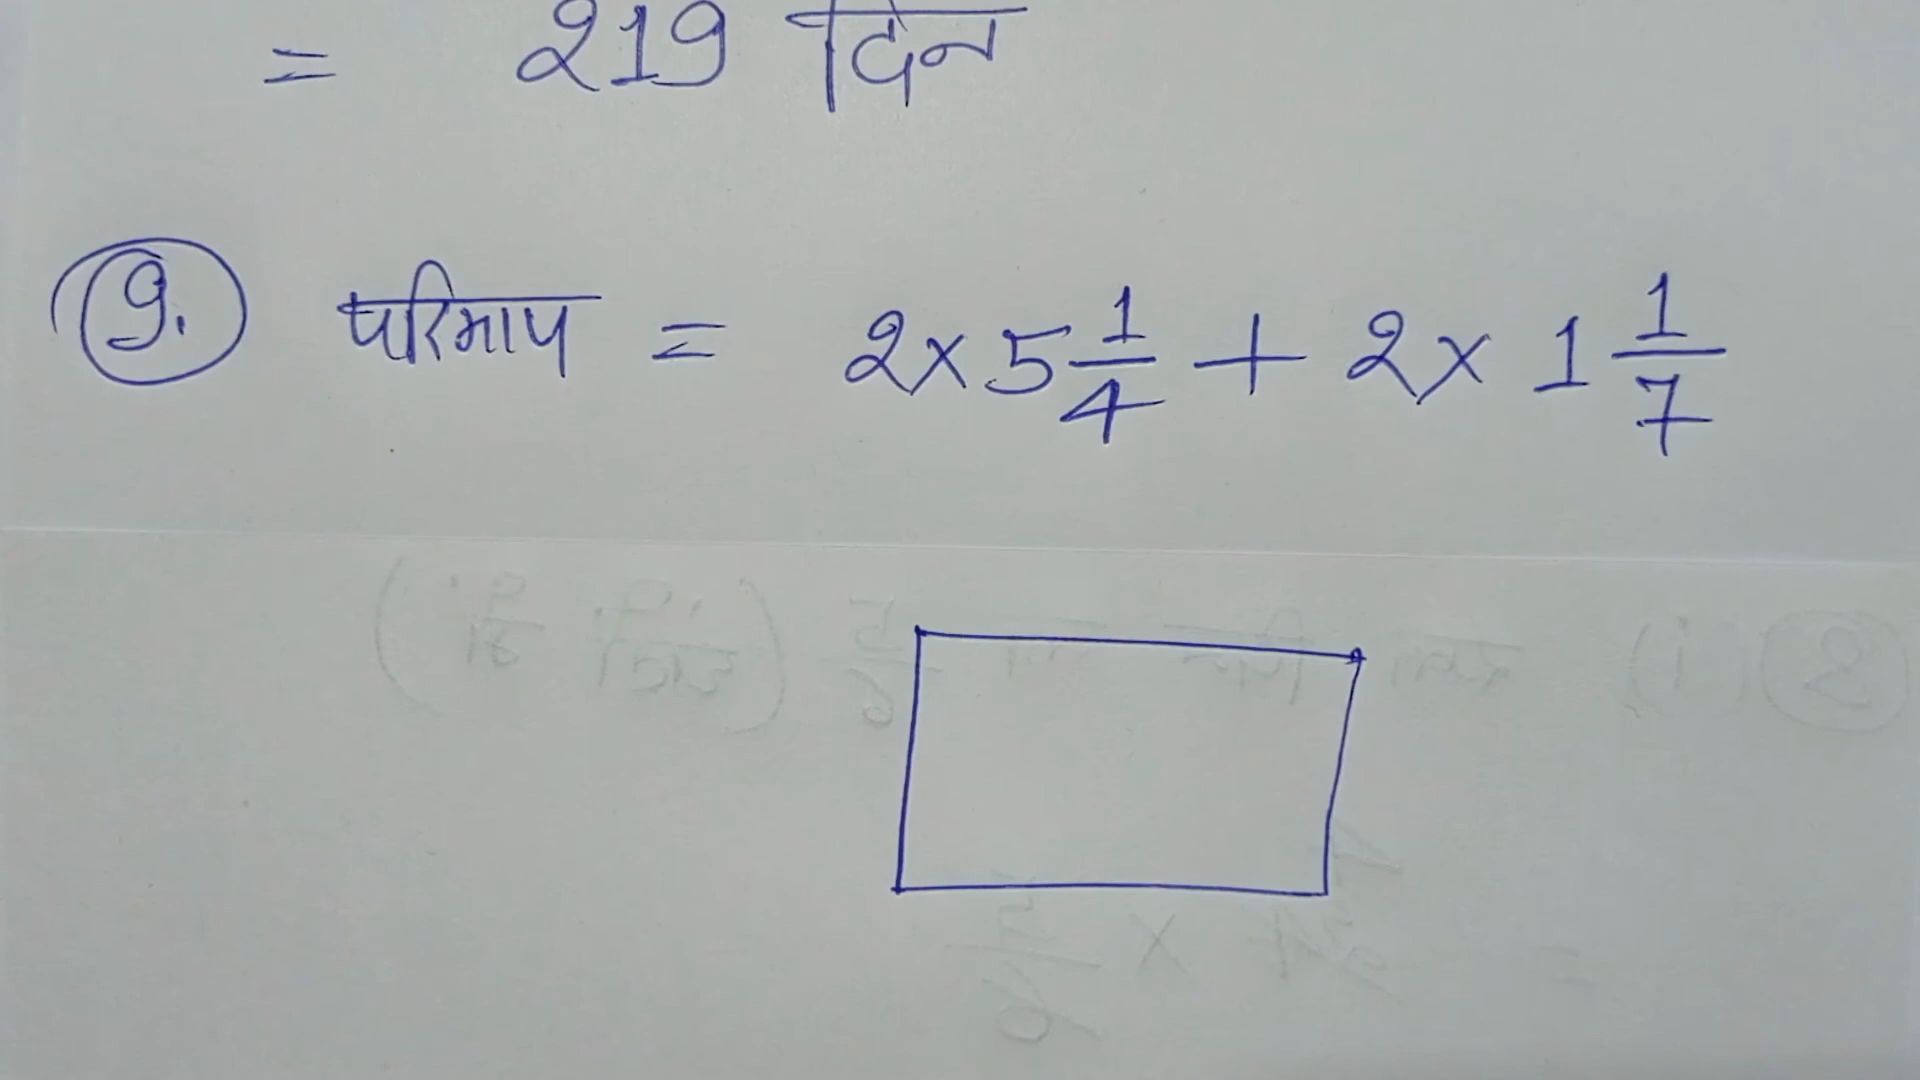 = 219 दिन
9. परिमाप = 2 × 5 1/4 + 2 × 1 1/7